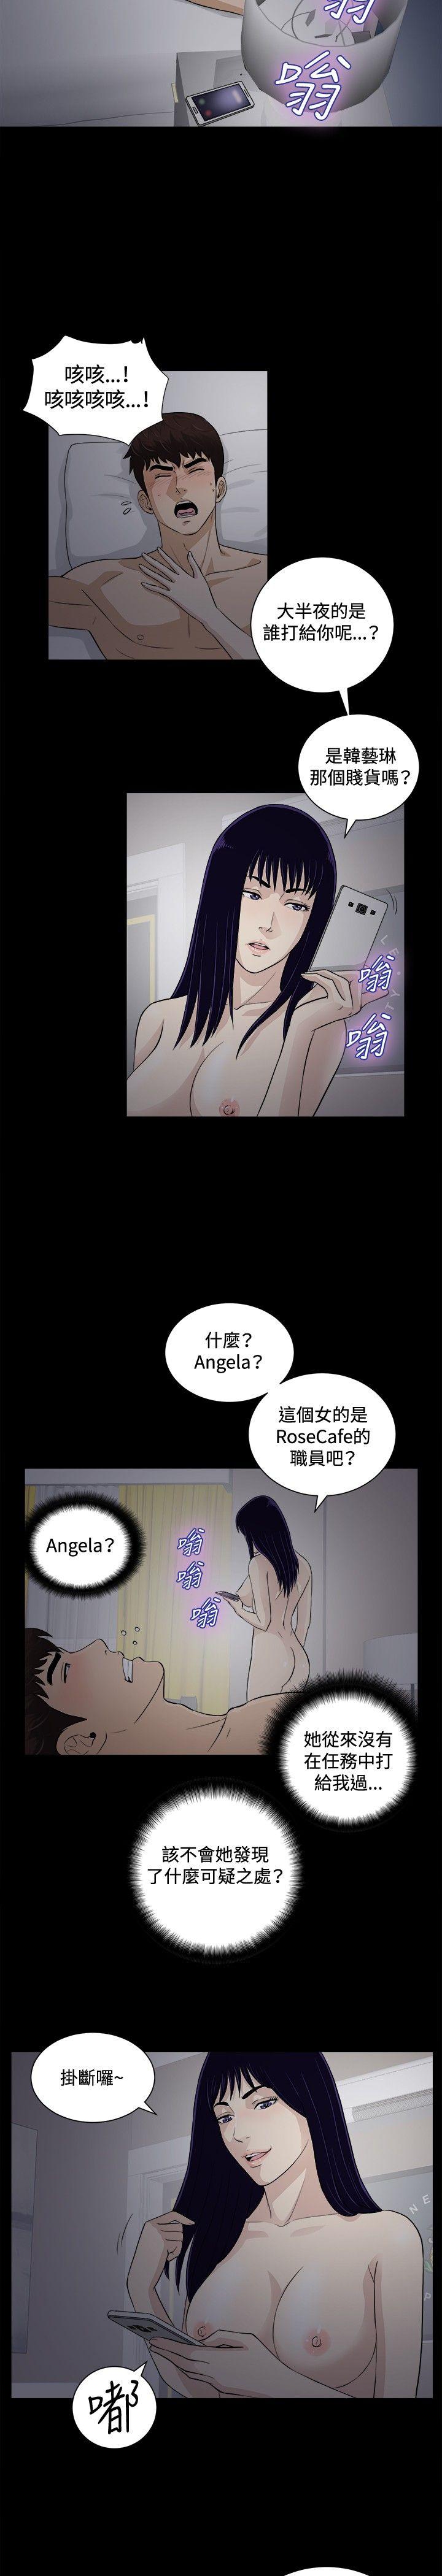 嗡
嗡
咳咳...！
咳咳咳咳...！
大半夜的是
誰打給你呢...？
是韓藝琳
那個賤貨嗎？
嗡
嗡
什麼？
Angela？
這個女的是
RoseCafe的
職員吧？
Angela？
嗡
嗡
嗡
她從來沒有
在任務中打
給我過...
該不會她發現
了什麼可疑之處？
掛斷囉~
嘟